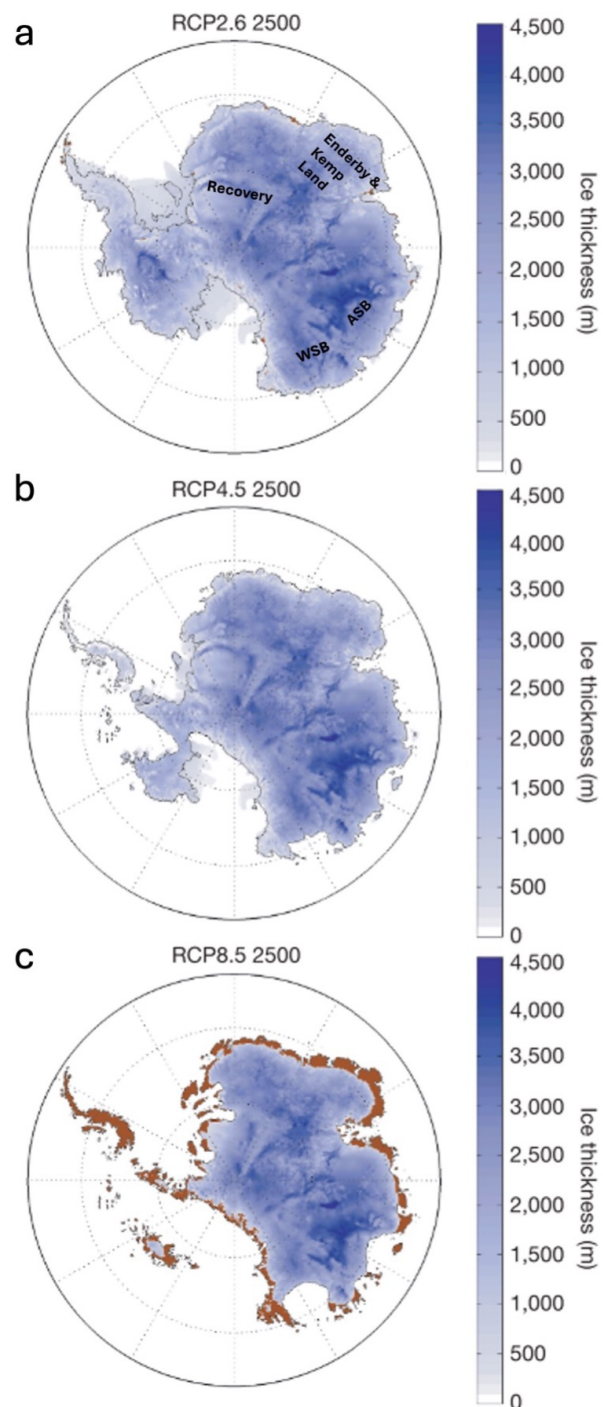 a
RCP2.6 2500
Enderby &
Kemp
Land
Recovery
ASB
WSB
4,500
4,000
3,500
3,000
2,500
2,000
1,500
1,000
500
0
Ice thickness (m)
b
RCP4.5 2500
4,500
4,000
3,500
3,000
2,500
2,000
1,500
1,000
500
0
Ice thickness (m)
c
RCP8.5 2500
4,500
4,000
3,500
3,000
2,500
2,000
1,500
1,000
500
0
Ice thickness (m)